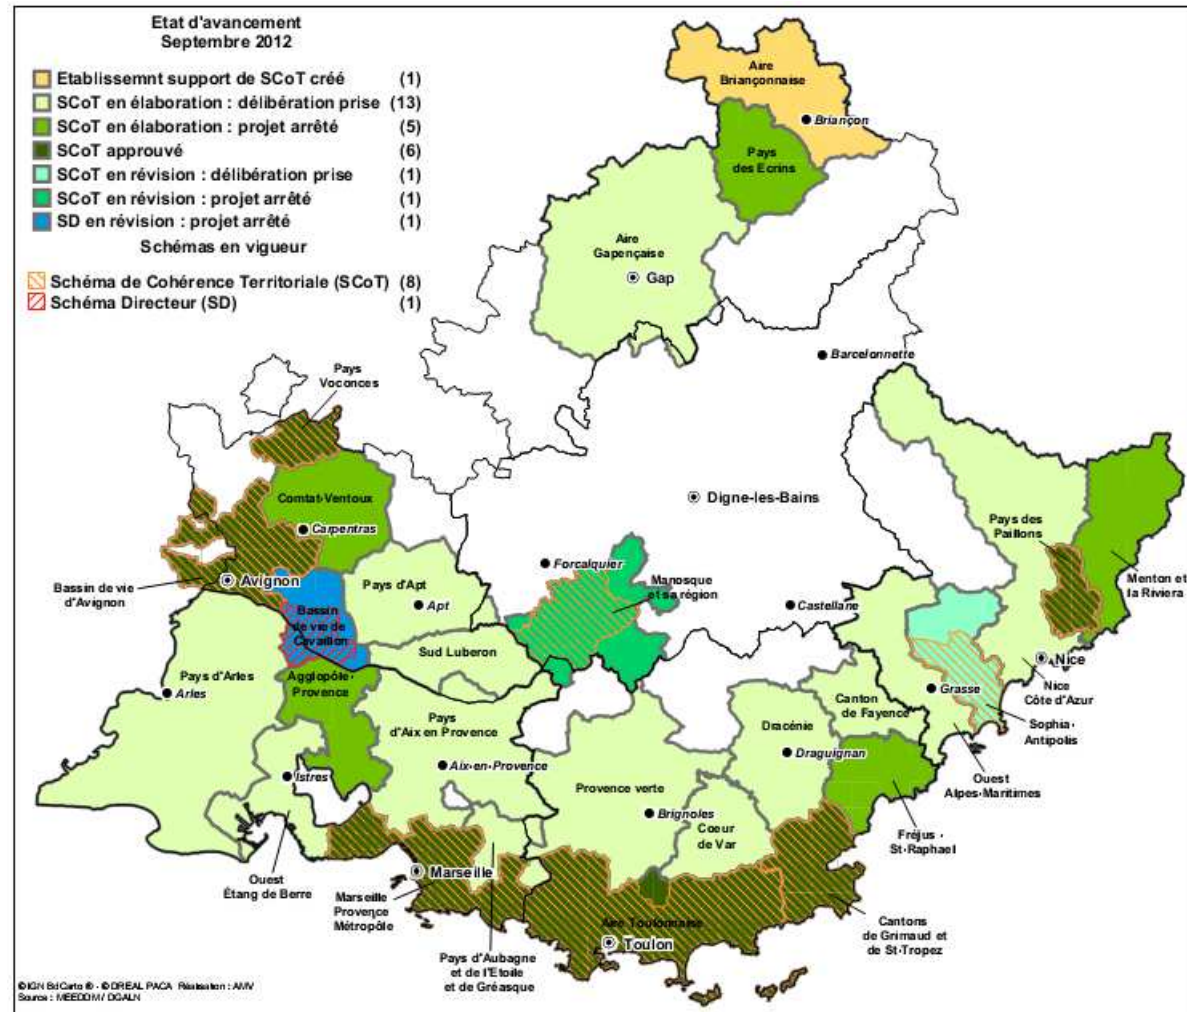 Etat d'avancement
Septembre 2012
Etablissemnt support de SCoT créé (1)
SCoT en élaboration : délibération prise (13)
SCoT en élaboration : projet arrêté (5)
SCoT approuvé (6)
SCoT en révision : délibération prise (1)
SCoT en révision : projet arrêté (1)
SD en révision : projet arrêté (1)
Schémas en vigueur
Schéma de Cohérence Territoriale (SCoT) (8)
Schéma Directeur (SD) (1)
Aire
Briançonnaise
Briançon
Pays
des Ecrins
Aire
Gapençaise
Gap
Barcelonnette
Pays
Voconces
Comtat-Ventoux
Carpentras
Digne-les-Bains
Pays des
Paillons
Bassin de vie
d'Avignon
Avignon
Pays d'Apt
Apt
Forcalquier
Manosque
et sa région
Castellane
Menton et
la Riviera
Bassin
de vie de
Cavaillon
Sud Luberon
Nice
Nice
Côte d'Azur
Pays d'Arles
Arles
Agglopôle-
Provence
Pays
d'Aix en Provence
Grasse
Canton
de Fayence
Dracénie
Draguignan
Sophia-
Antipolis
Ouest
Alpes-Maritimes
Istres
Aix-en-Provence
Provence verte
Brignoles
Coeur
de Var
Fréjus -
St-Raphael
Ouest
Étang de Berre
Marseille
Marseille
Provence
Métropôle
Aire Toulonnaise
Toulon
Pays d'Aubagne
et de l'Etoile
et de Gréasque
Cantons
de Grimaud et
de St-Tropez
©IGN BdCarto ® - © DREAL PACA Réalisation : AMV
Source : MEEDDM / DGALN